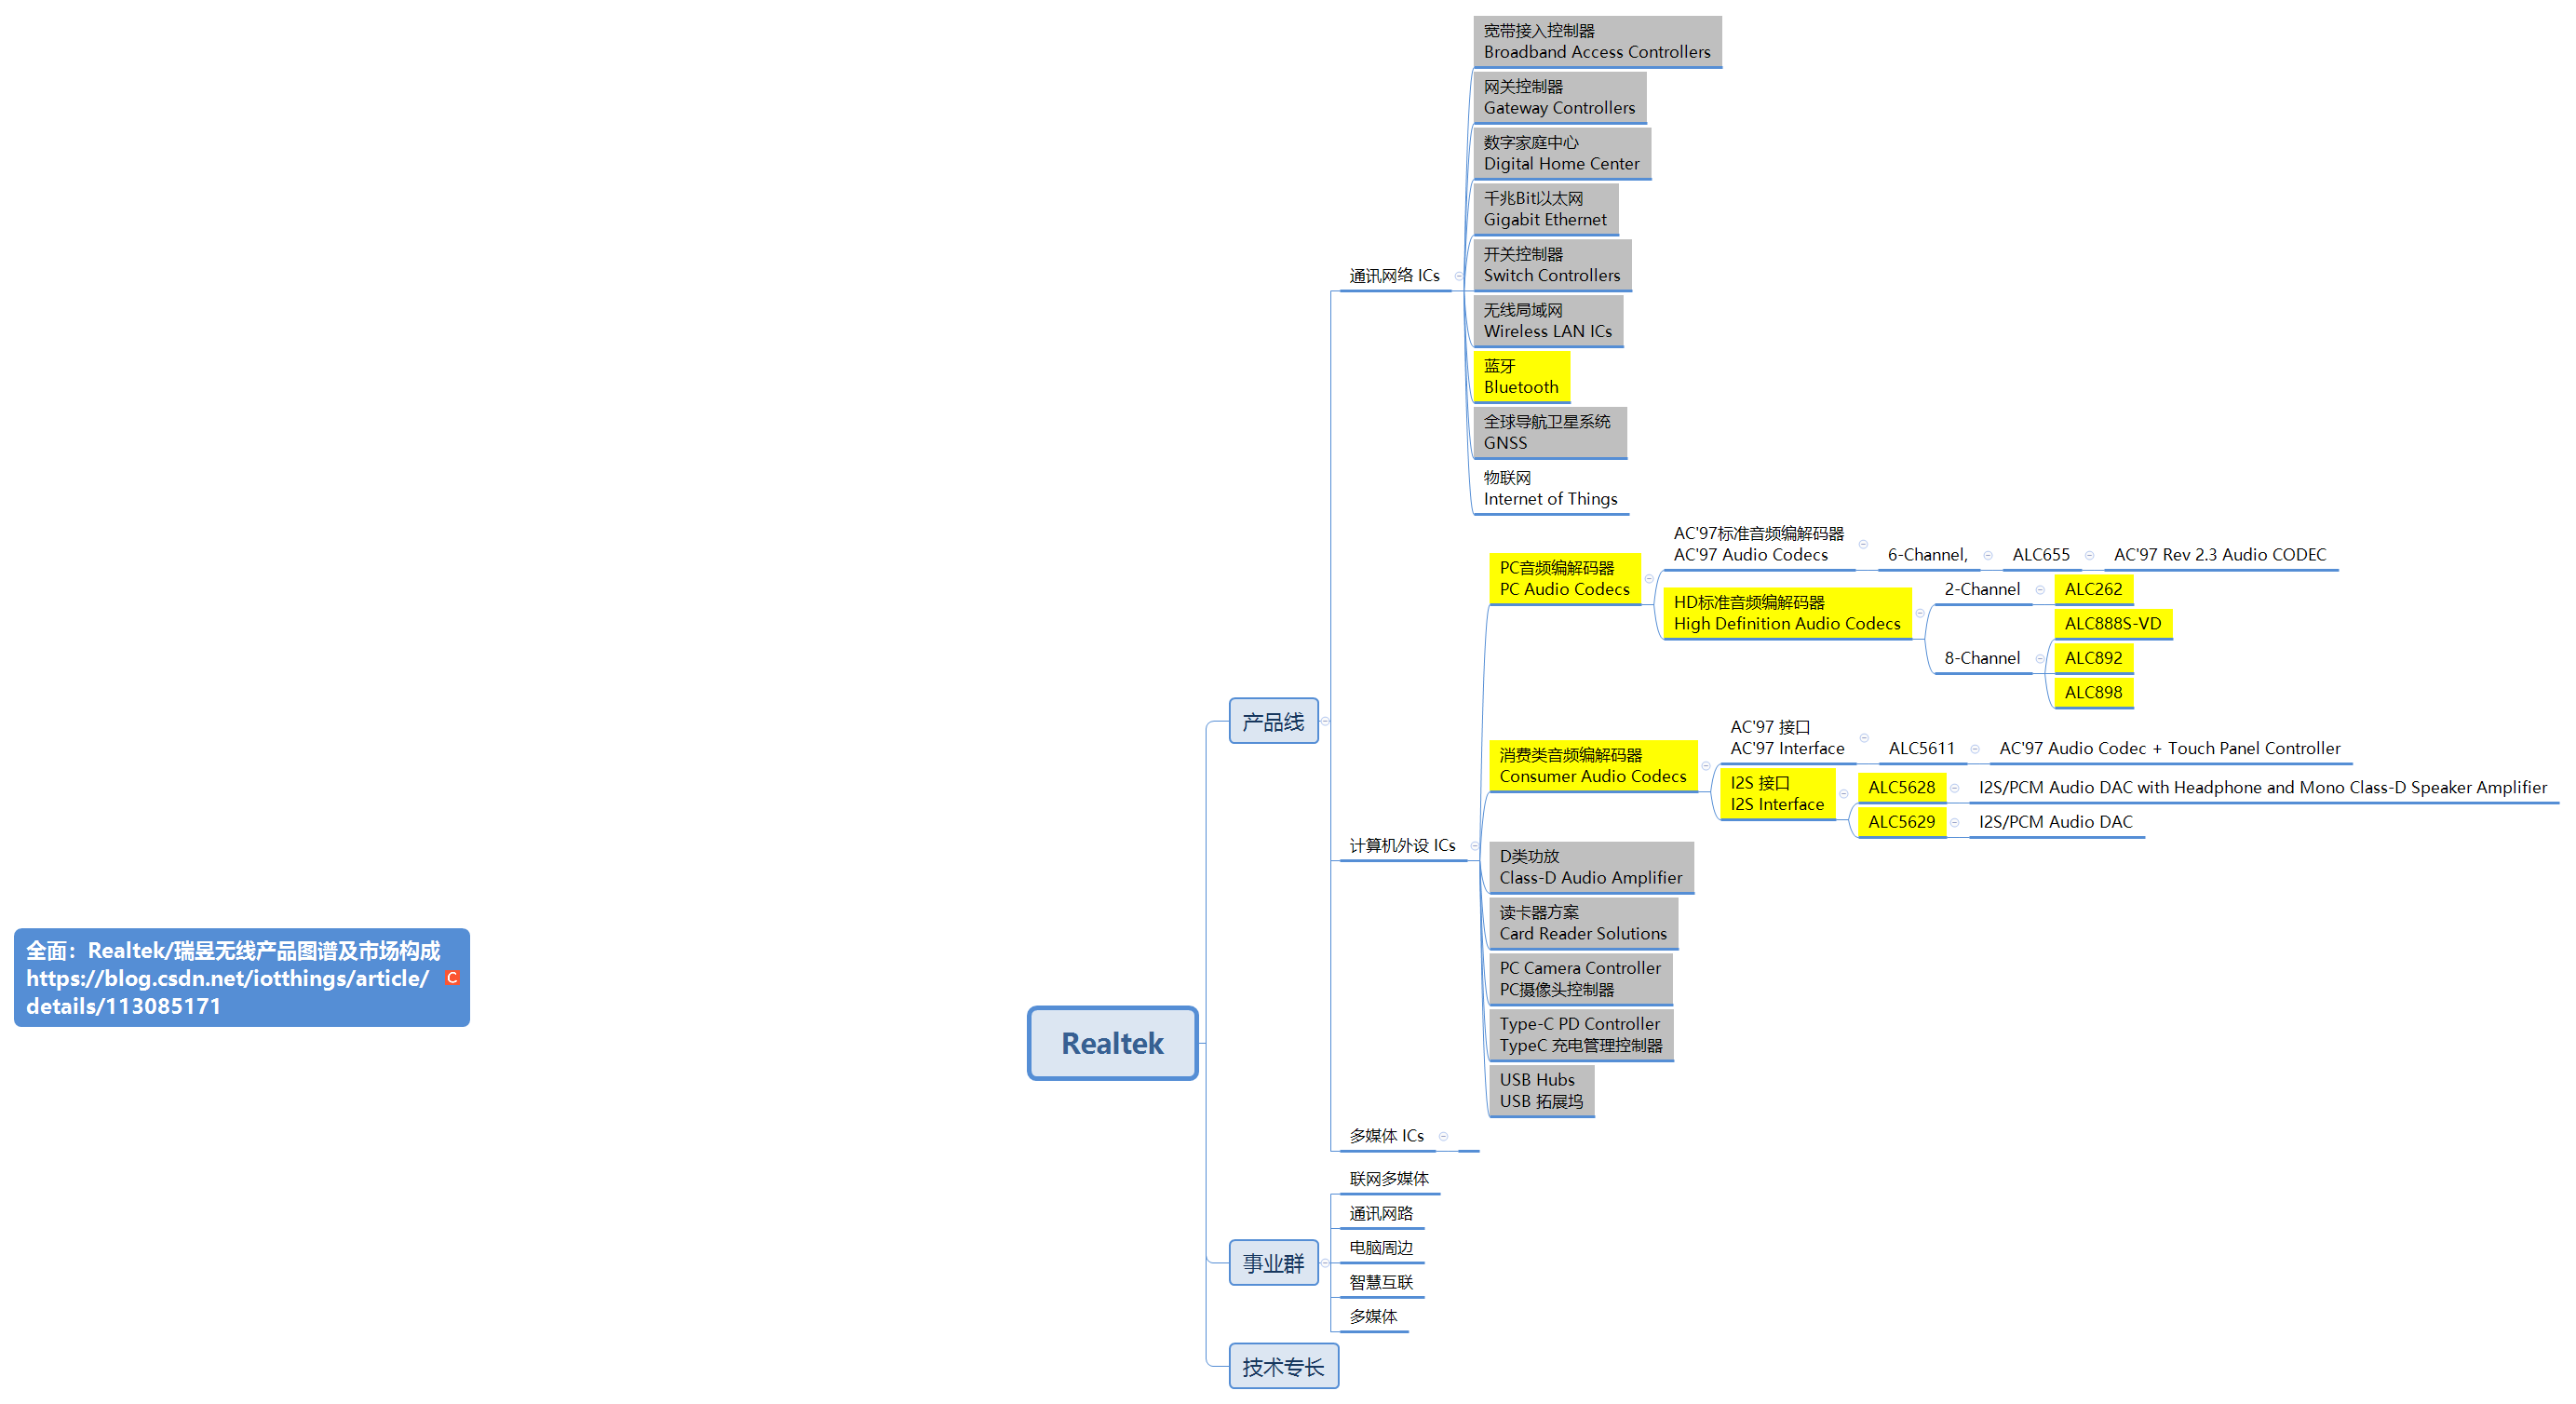 全面：Realtek/瑞昱无线产品图谱及市场构成
https://blog.csdn.net/iotthings/article/
details/113085171
C
Realtek
产品线
通讯网络 ICs
宽带接入控制器
Broadband Access Controllers
网关控制器
Gateway Controllers
数字家庭中心
Digital Home Center
千兆Bit以太网
Gigabit Ethernet
开关控制器
Switch Controllers
无线局域网
Wireless LAN ICs
蓝牙
Bluetooth
全球导航卫星系统
GNSS
物联网
Internet of Things
计算机外设 ICs
PC音频编解码器
PC Audio Codecs
AC'97标准音频编解码器
AC'97 Audio Codecs
6-Channel,
ALC655
AC'97 Rev 2.3 Audio CODEC
HD标准音频编解码器
High Definition Audio Codecs
2-Channel
ALC262
8-Channel
ALC888S-VD
ALC892
ALC898
消费类音频编解码器
Consumer Audio Codecs
AC'97 接口
AC'97 Interface
ALC5611
AC'97 Audio Codec + Touch Panel Controller
I2S 接口
I2S Interface
ALC5628
I2S/PCM Audio DAC with Headphone and Mono Class-D Speaker Amplifier
ALC5629
I2S/PCM Audio DAC
D类功放
Class-D Audio Amplifier
读卡器方案
Card Reader Solutions
PC Camera Controller
PC摄像头控制器
Type-C PD Controller
TypeC 充电管理控制器
USB Hubs
USB 拓展坞
多媒体 ICs
事业群
联网多媒体
通讯网路
电脑周边
智慧互联
多媒体
技术专长